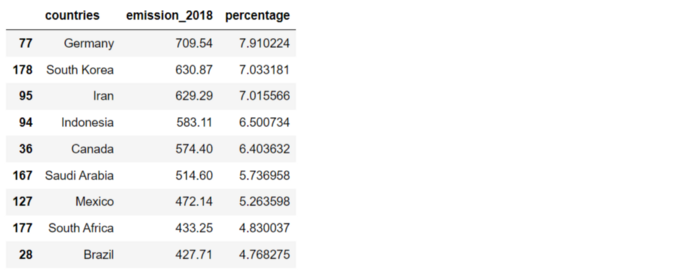 countries emission_2018 percentage
77 Germany 709.54 7.910224
178 South Korea 630.87 7.033181
95 Iran 629.29 7.015566
94 Indonesia 583.11 6.500734
36 Canada 574.40 6.403632
167 Saudi Arabia 514.60 5.736958
127 Mexico 472.14 5.263598
177 South Africa 433.25 4.830037
28 Brazil 427.71 4.768275